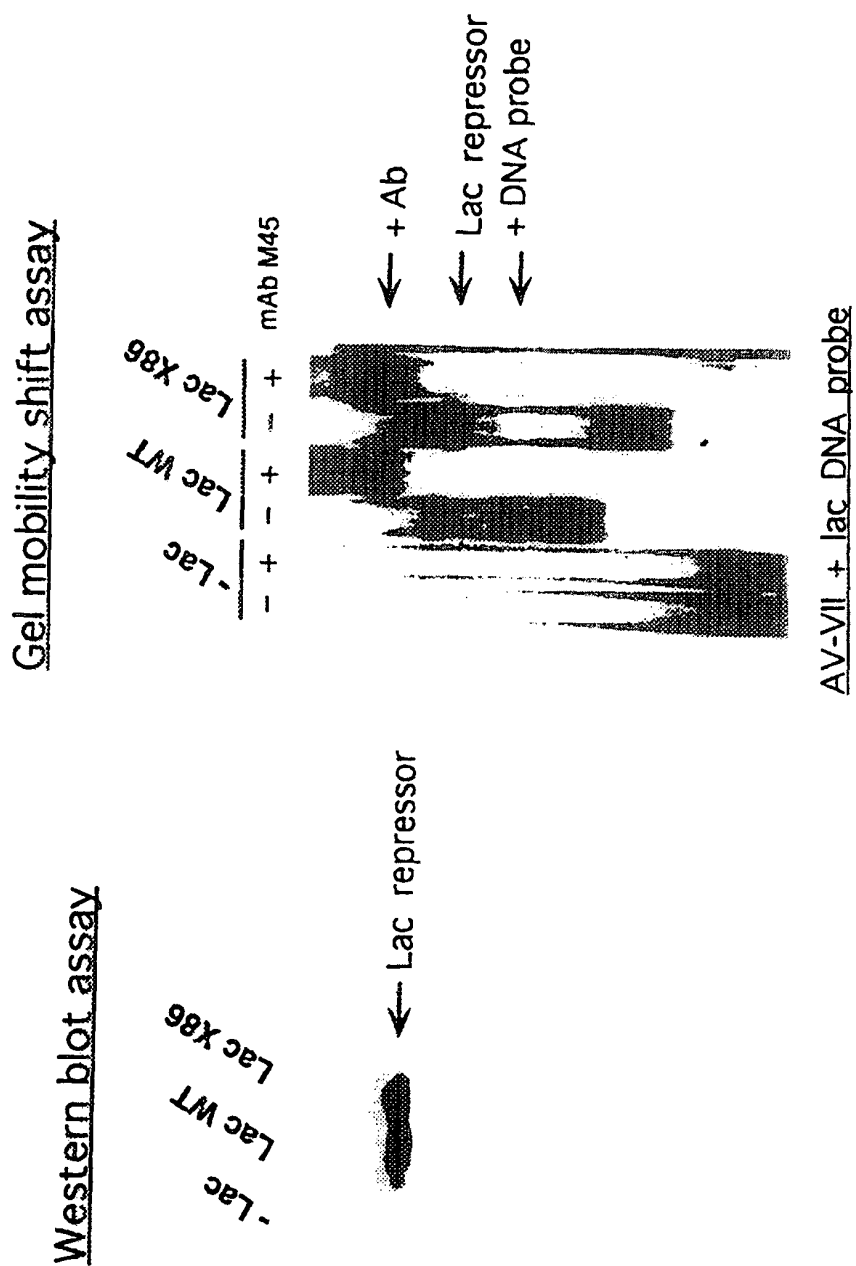 Western blot assay
- Lac
Lac WT
Lac X86
Lac repressor
Gel mobility shift assay
- Lac
Lac WT
Lac X86
- + - + - + mAb M45
+ Ab
Lac repressor
+ DNA probe
AV-VII + lac DNA probe